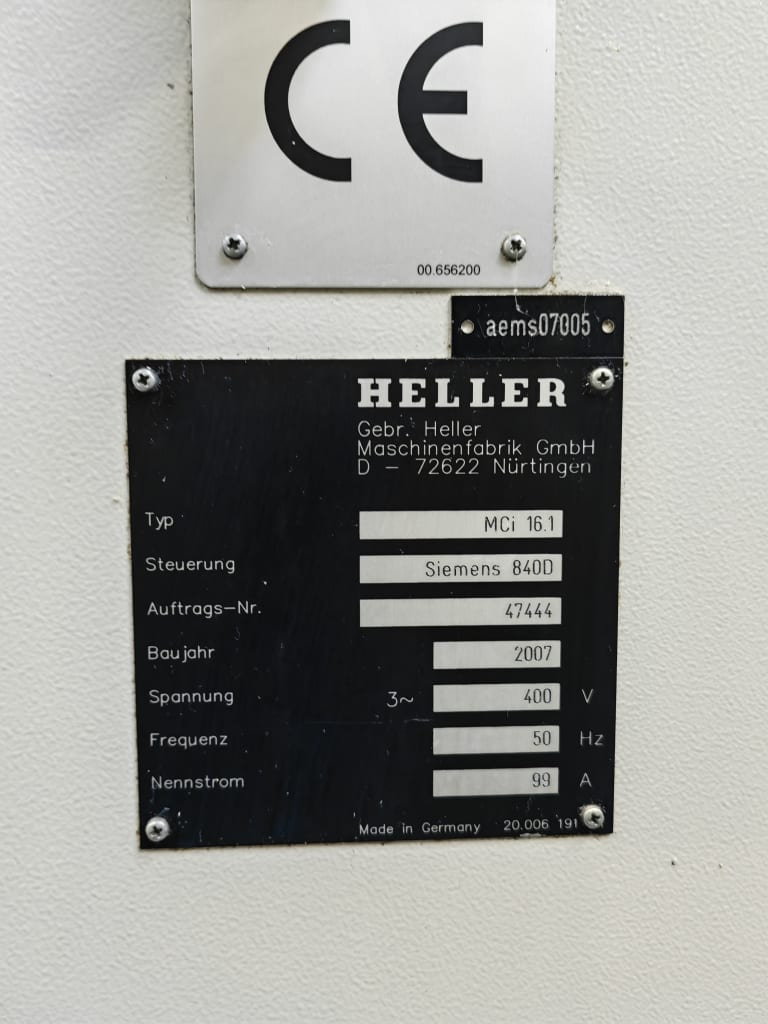 CE
00.656200
aems07005
HELLER
Gebr. Heller
Maschinenfabrik GmbH
D – 72622 Nürtingen
Typ MCi 16.1
Steuerung Siemens 840D
Auftrags-Nr. 47444
Baujahr 2007
Spannung 3~ 400 V
Frequenz 50 Hz
Nennstrom 99 A
Made in Germany 20.006 191